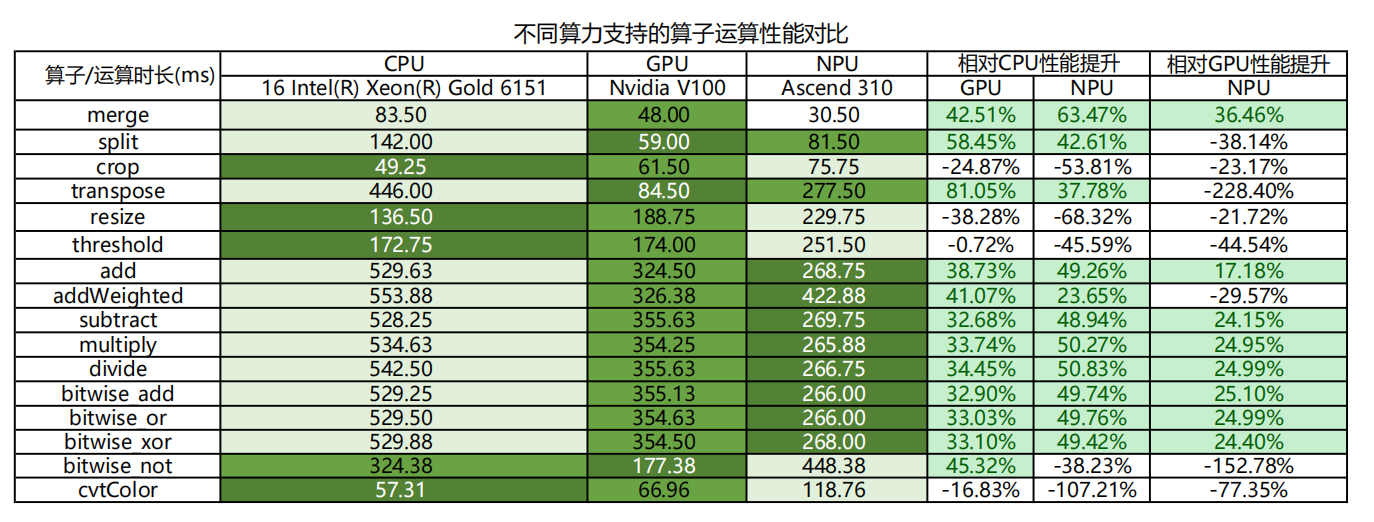 不同算力支持的算子运算性能对比
算子/运算时长(ms) CPU GPU NPU 相对CPU性能提升 相对GPU性能提升
16 Intel(R) Xeon(R) Gold 6151 Nvidia V100 Ascend 310 GPU NPU NPU
merge 83.50 48.00 30.50 42.51% 63.47% 36.46%
split 142.00 59.00 81.50 58.45% 42.61% -38.14%
crop 49.25 61.50 75.75 -24.87% -53.81% -23.17%
transpose 446.00 84.50 277.50 81.05% 37.78% -228.40%
resize 136.50 188.75 229.75 -38.28% -68.32% -21.72%
threshold 172.75 174.00 251.50 -0.72% -45.59% -44.54%
add 529.63 324.50 268.75 38.73% 49.26% 17.18%
addWeighted 553.88 326.38 422.88 41.07% 23.65% -29.57%
subtract 528.25 355.63 269.75 32.68% 48.94% 24.15%
multiply 534.63 354.25 265.88 33.74% 50.27% 24.95%
divide 542.50 355.63 266.75 34.45% 50.83% 24.99%
bitwise_add 529.25 355.13 266.00 32.90% 49.74% 25.10%
bitwise_or 529.50 354.63 266.00 33.03% 49.76% 24.99%
bitwise_xor 529.88 354.50 268.00 33.10% 49.42% 24.40%
bitwise_not 324.38 177.38 448.38 45.32% -38.23% -152.78%
cvtColor 57.31 66.96 118.76 -16.83% -107.21% -77.35%